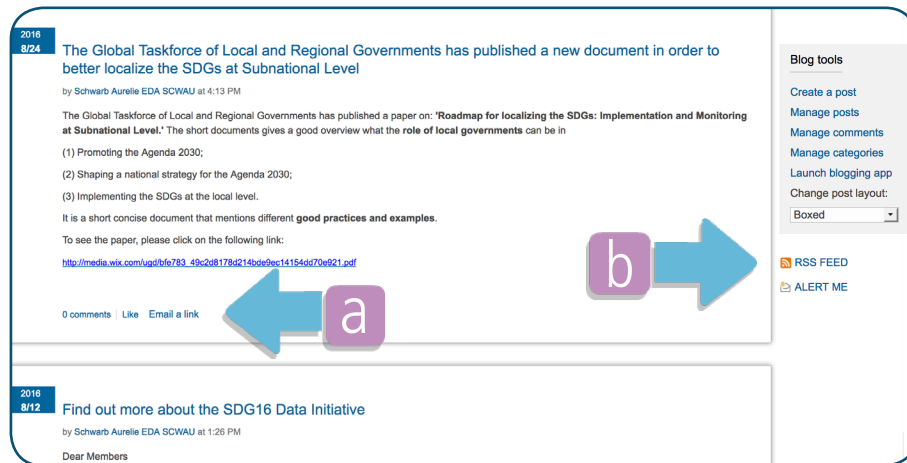 2016
8/24
The Global Taskforce of Local and Regional Governments has published a new document in order to
better localize the SDGs at Subnational Level
by Schwarb Aurelie EDA SCWAU at 4:13 PM
The Global Taskforce of Local and Regional Governments has published a paper on: 'Roadmap for localizing the SDGs: Implementation and Monitoring
at Subnational Level.' The short documents gives a good overview what the role of local governments can be in
(1) Promoting the Agenda 2030;
(2) Shaping a national strategy for the Agenda 2030;
(3) Implementing the SDGs at the local level.
It is a short concise document that mentions different good practices and examples.
To see the paper, please click on the following link:
http://media.wix.com/ugd/bfe783_49c2d8178d214bde9ec14154dd70e921.pdf
0 comments Like Email a link
a
2016
8/12
Find out more about the SDG16 Data Initiative
by Schwarb Aurelie EDA SCWAU at 1:26 PM
Dear Members
Blog tools
Create a post
Manage posts
Manage comments
Manage categories
Launch blogging app
Change post layout:
Boxed
b
RSS FEED
ALERT ME